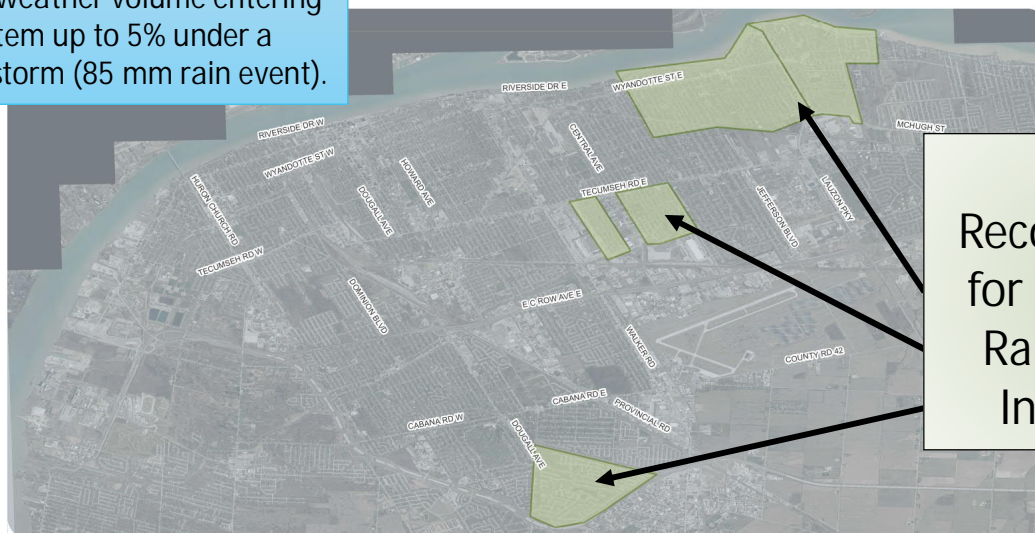 weather volume entering
tem up to 5% under a
storm (85 mm rain event).
RIVERSIDE DR E
WYANDOTTE ST E
RIVERSIDE DR W
CENTRAL AVE
MCHUGH ST
WYANDOTTE ST W
HOWARD AVE
HURON CHURCH RD
DOUGALL AVE
TECUMSEH RD E
JEFFERSON BLVD
LAUZON PKY
TECUMSEH RD W
DOMINION BLVD
E C ROW AVE E
WALKER RD
COUNTY RD 42
CABANA RD E
CABANA RD W
PROVINCIAL RD
DOUGALL AVE
Reco
for
Ra
In